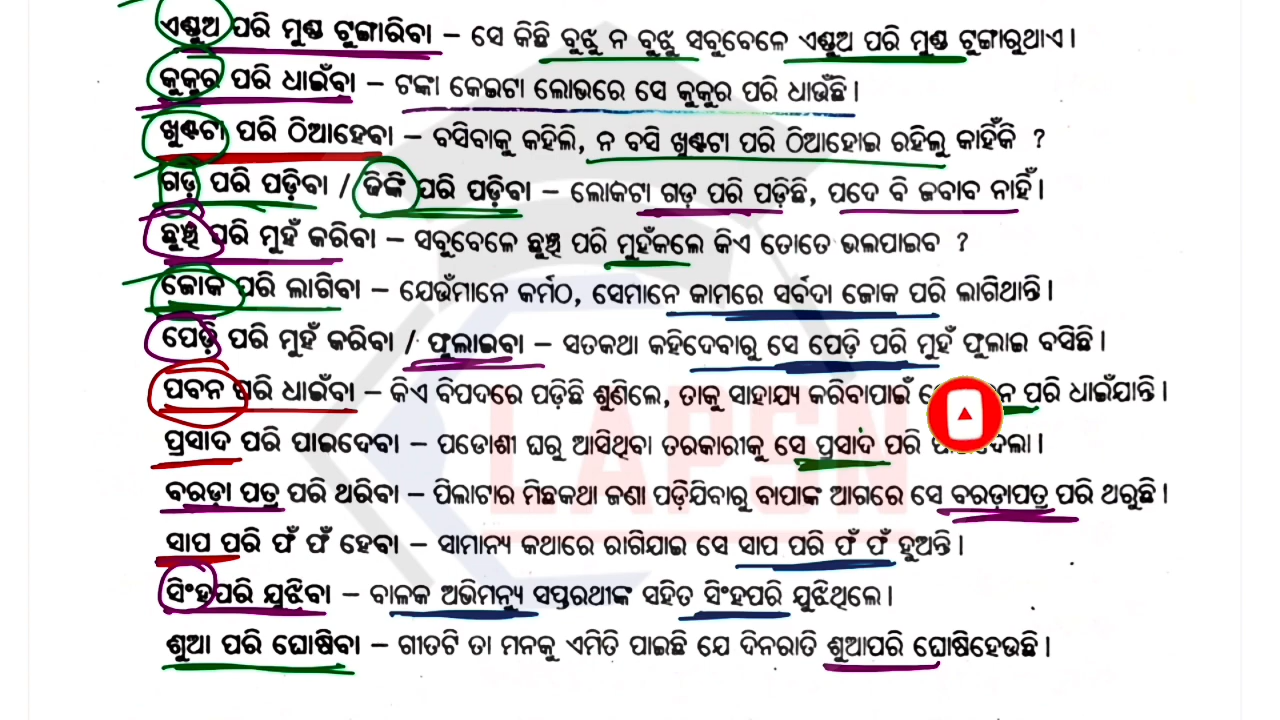 ଏଣ୍ଡୁଅ ପରି ମୁଣ୍ଡ ଟୁଙ୍ଗାରିବା – ସେ କିଛି ବୁଝୁ ନ ବୁଝୁ ସବୁବେଳେ ଏଣ୍ଡୁଅ ପରି ମୁଣ୍ଡ ଟୁଙ୍ଗାରୁଥାଏ।
କୁକୁର ପରି ଧାଇଁବା – ଟଙ୍କା କେଇଟା ଲୋଭରେ ସେ କୁକୁର ପରି ଧାଉଁଛି।
ଖୁଣ୍ଟଟା ପରି ଠିଆହେବା – ବସିବାକୁ କହିଲି, ନ ବସି ଖୁଣ୍ଟଟା ପରି ଠିଆହୋଇ ରହିଲୁ କାହିଁକି ?
ଗଡ଼ ପରି ପଡ଼ିବା / ଢିଙ୍କି ପରି ପଡ଼ିବା – ଲୋକଟା ଗଡ଼ ପରି ପଡ଼ିଛି, ପଦେ ବି ଜବାବ ନାହିଁ।
ଛୁଞ୍ଚି ପରି ମୁହଁ କରିବା – ସବୁବେଳେ ଛୁଞ୍ଚି ପରି ମୁହଁକଲେ କିଏ ତୋତେ ଭଲପାଇବ ?
ଜୋକ ପରି ଲାଗିବା – ଯେଉଁମାନେ କର୍ମଠ, ସେମାନେ କାମରେ ସର୍ବଦା ଜୋକ ପରି ଲାଗିଥାନ୍ତି।
ପେଡ଼ି ପରି ମୁହଁ କରିବା / ଫୁଲାଇବା – ସତକଥା କହିଦେବାରୁ ସେ ପେଡ଼ି ପରି ମୁହଁ ଫୁଲାଇ ବସିଛି।
ପବନ ପରି ଧାଇଁବା – କିଏ ବିପଦରେ ପଡ଼ିଛି ଶୁଣିଲେ, ତାକୁ ସାହାଯ୍ୟ କରିବାପାଇଁ ପରି ଧାଇଁଯାନ୍ତି।
ପ୍ରସାଦ ପରି ପାଇଦେବା – ପଡୋଶୀ ଘରୁ ଆସିଥିବା ତରକାରୀକୁ ସେ ପ୍ରସାଦ ପରି
ବରଡ଼ା ପତ୍ର ପରି ଥରିବା – ପିଲାଟାର ମିଛକଥା ଜଣା ପଡ଼ିଯିବାରୁ ବାପାଙ୍କ ଆଗରେ ସେ ବରଡ଼ାପତ୍ର ପରି ଥରୁଛି।
ସାପ ପରି ଫଁ ଫଁ ହେବା – ସାମାନ୍ୟ କଥାରେ ରାଗିଯାଇ ସେ ସାପ ପରି ଫଁ ଫଁ ହୁଅନ୍ତି।
ସିଂହପରି ଯୁଝିବା – ବାଳକ ଅଭିମନ୍ୟୁ ସପ୍ତରଥୀଙ୍କ ସହିତ ସିଂହପରି ଯୁଝିଥିଲେ।
ଶୁଆ ପରି ଘୋଷିବା – ଗୀତଟି ତା ମନକୁ ଏମିତି ପାଇଛି ଯେ ଦିନରାତି ଶୁଆପରି ଘୋଷିହେଉଛି।